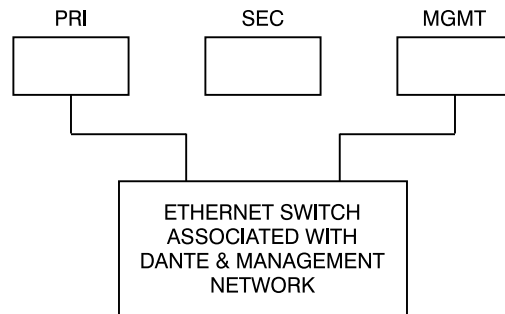 PRI SEC MGMT
ETHERNET SWITCH
ASSOCIATED WITH
DANTE & MANAGEMENT
NETWORK